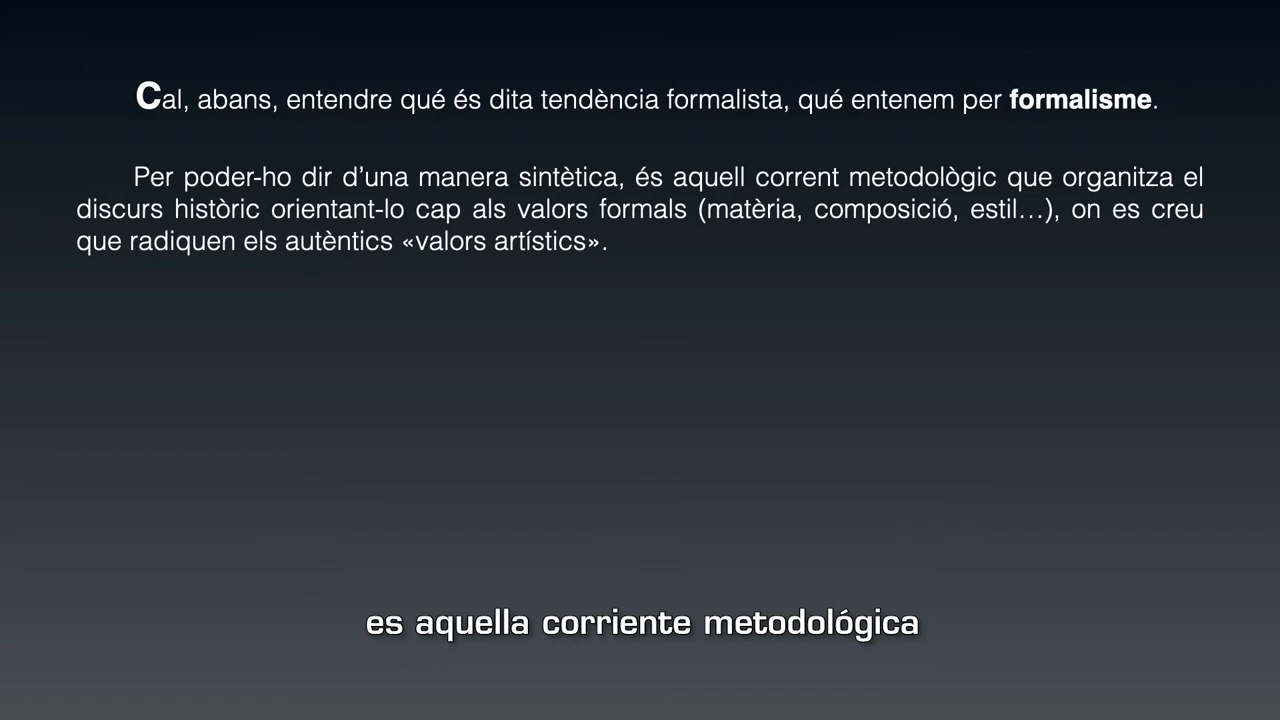 Cal, abans, entendre qué és dita tendència formalista, qué entenem per formalisme.
Per poder-ho dir d’una manera sintètica, és aquell corrent metodològic que organitza el
discurs històric orientant-lo cap als valors formals (matèria, composició, estil…), on es creu
que radiquen els autèntics «valors artístics».
es aquella corriente metodológica